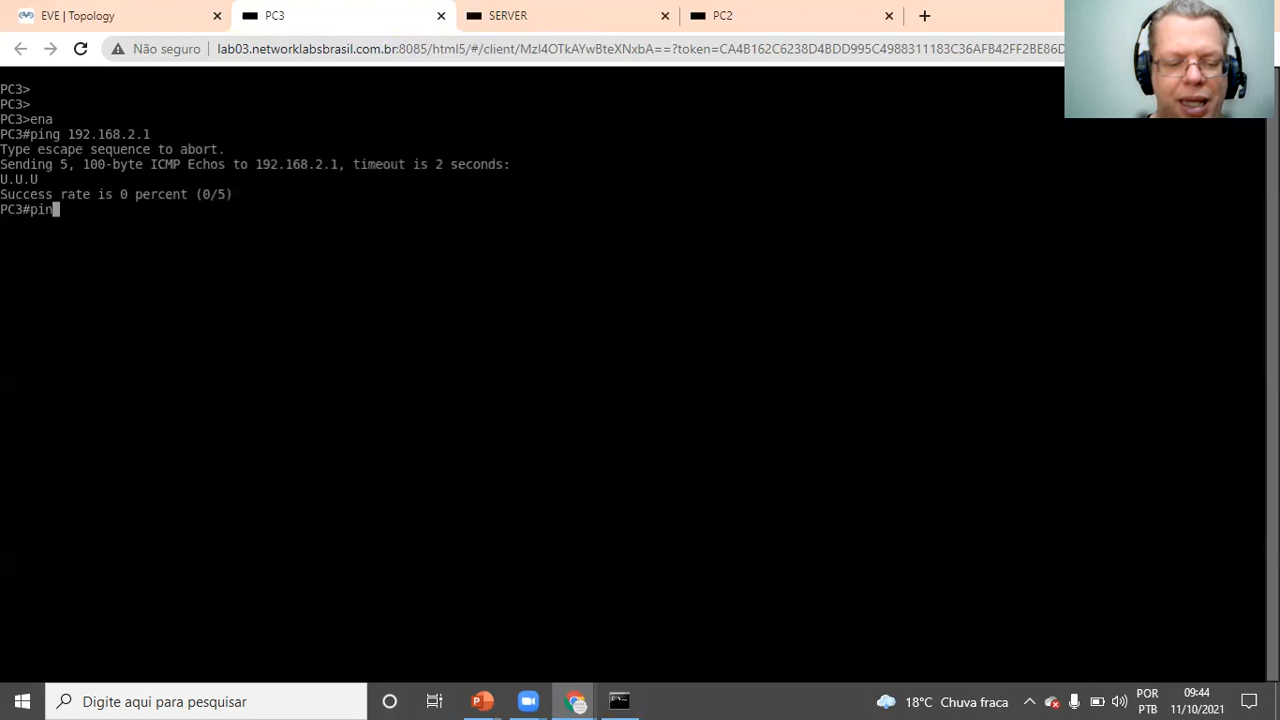 EVE | Topology
PC3
SERVER
PC2
Não seguro
lab03.networklabsbrasil.com.br:8085/html5/#/client/MzI4OTkAYwBteXNxbA==?token=CA4B162C6238D4BDD995C4988311183C36AFB42FF2BE86D
PC3>
PC3>
PC3>ena
PC3#ping 192.168.2.1
Type escape sequence to abort.
Sending 5, 100-byte ICMP Echos to 192.168.2.1, timeout is 2 seconds:
U.U.U
Success rate is 0 percent (0/5)
PC3#pin
Digite aqui para pesquisar
18°C Chuva fraca
POR
PTB
09:44
11/10/2021